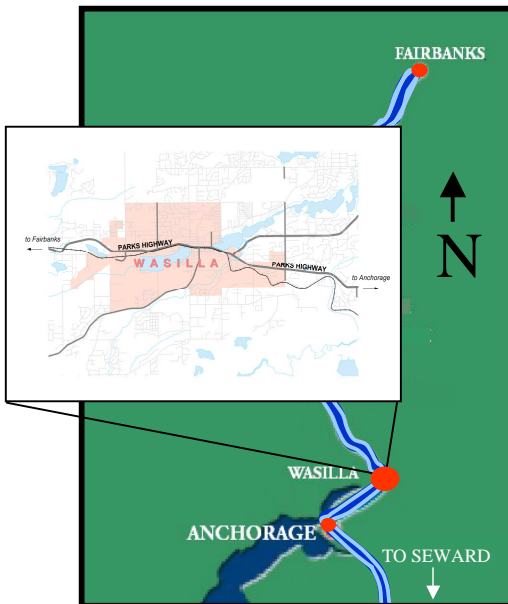 FAIRBANKS
N
to Fairbanks
PARKS HIGHWAY
WASILLA
PARKS HIGHWAY
to Anchorage
WASILLA
ANCHORAGE
TO SEWARD